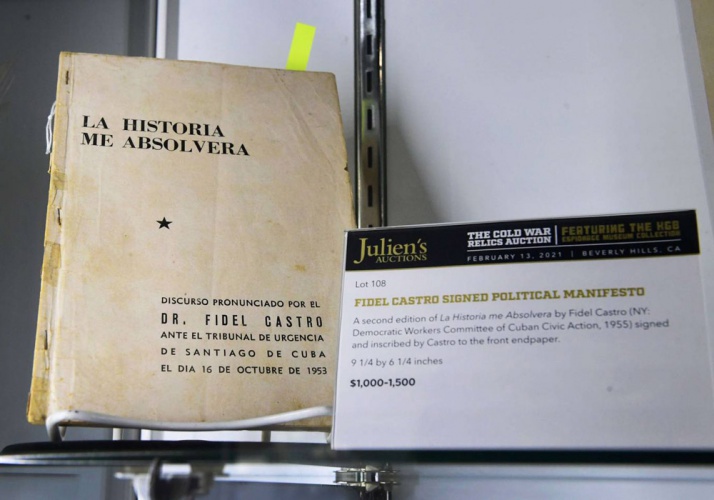 LA HISTORIA
ME ABSOLVERA
DISCURSO PRONUNCIADO POR EL
DR. FIDEL CASTRO
ANTE EL TRIBUNAL DE URGENCIA
DE SANTIAGO DE CUBA
EL DIA 16 DE OCTUBRE DE 1953
Julien's
AUCTIONS
THE COLD WAR
RELICS AUCTION
FEATURING THE KGB
ESPIONAGE MUSEUM COLLECTION
FEBRUARY 13, 2021 | BEVERLY HILLS, CA
Lot 108
FIDEL CASTRO SIGNED POLITICAL MANIFESTO
A second edition of La Historia me Absolvera by Fidel Castro (NY:
Democratic Workers Committee of Cuban Civic Action, 1955) signed
and inscribed by Castro to the front endpaper.
9 1/4 by 6 1/4 inches
$1,000-1,500